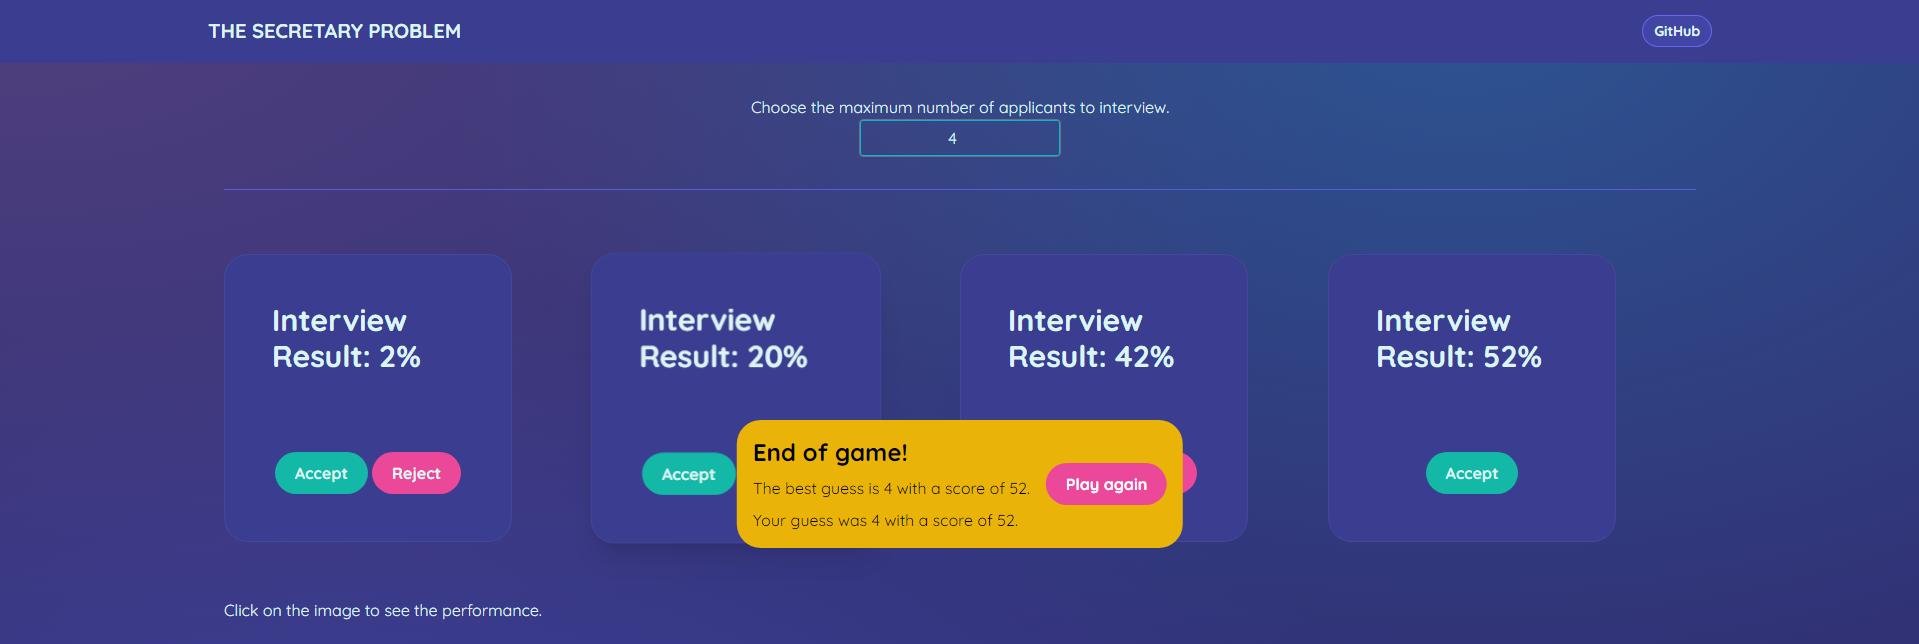 THE SECRETARY PROBLEM
GitHub
Choose the maximum number of applicants to interview.
4
Interview
Result: 2%
Accept
Reject
Interview
Result: 20%
Accept
Interview
Result: 42%
Interview
Result: 52%
Accept
End of game!
The best guess is 4 with a score of 52.
Your guess was 4 with a score of 52.
Play again
Click on the image to see the performance.